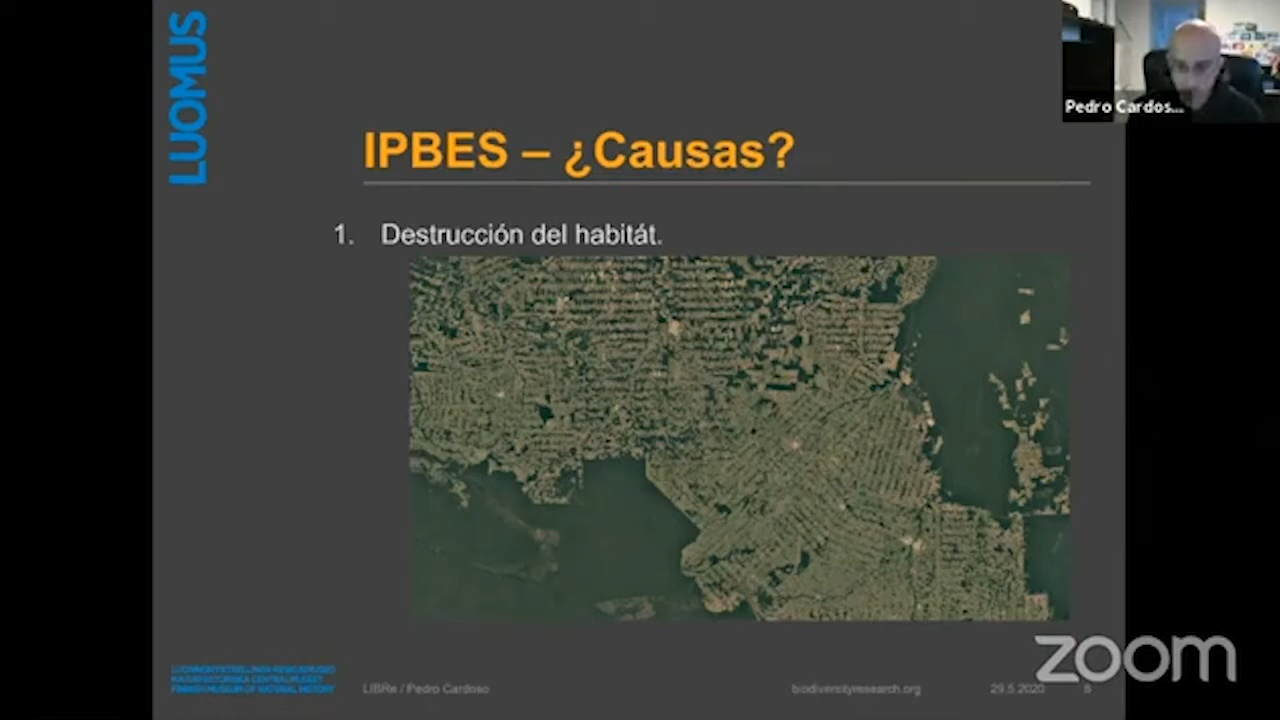 LUOMUS
Pedro Cardos...
IPBES – ¿Causas?
1. Destrucción del habitát.
zoom
LUONNONTIETEELLINEN KESKUSMUSEO
NATURHISTORISKA CENTRALMUSEET
FINNISH MUSEUM OF NATURAL HISTORY
LIBRe / Pedro Cardoso
biodiversityresearch.org
29.5.2020